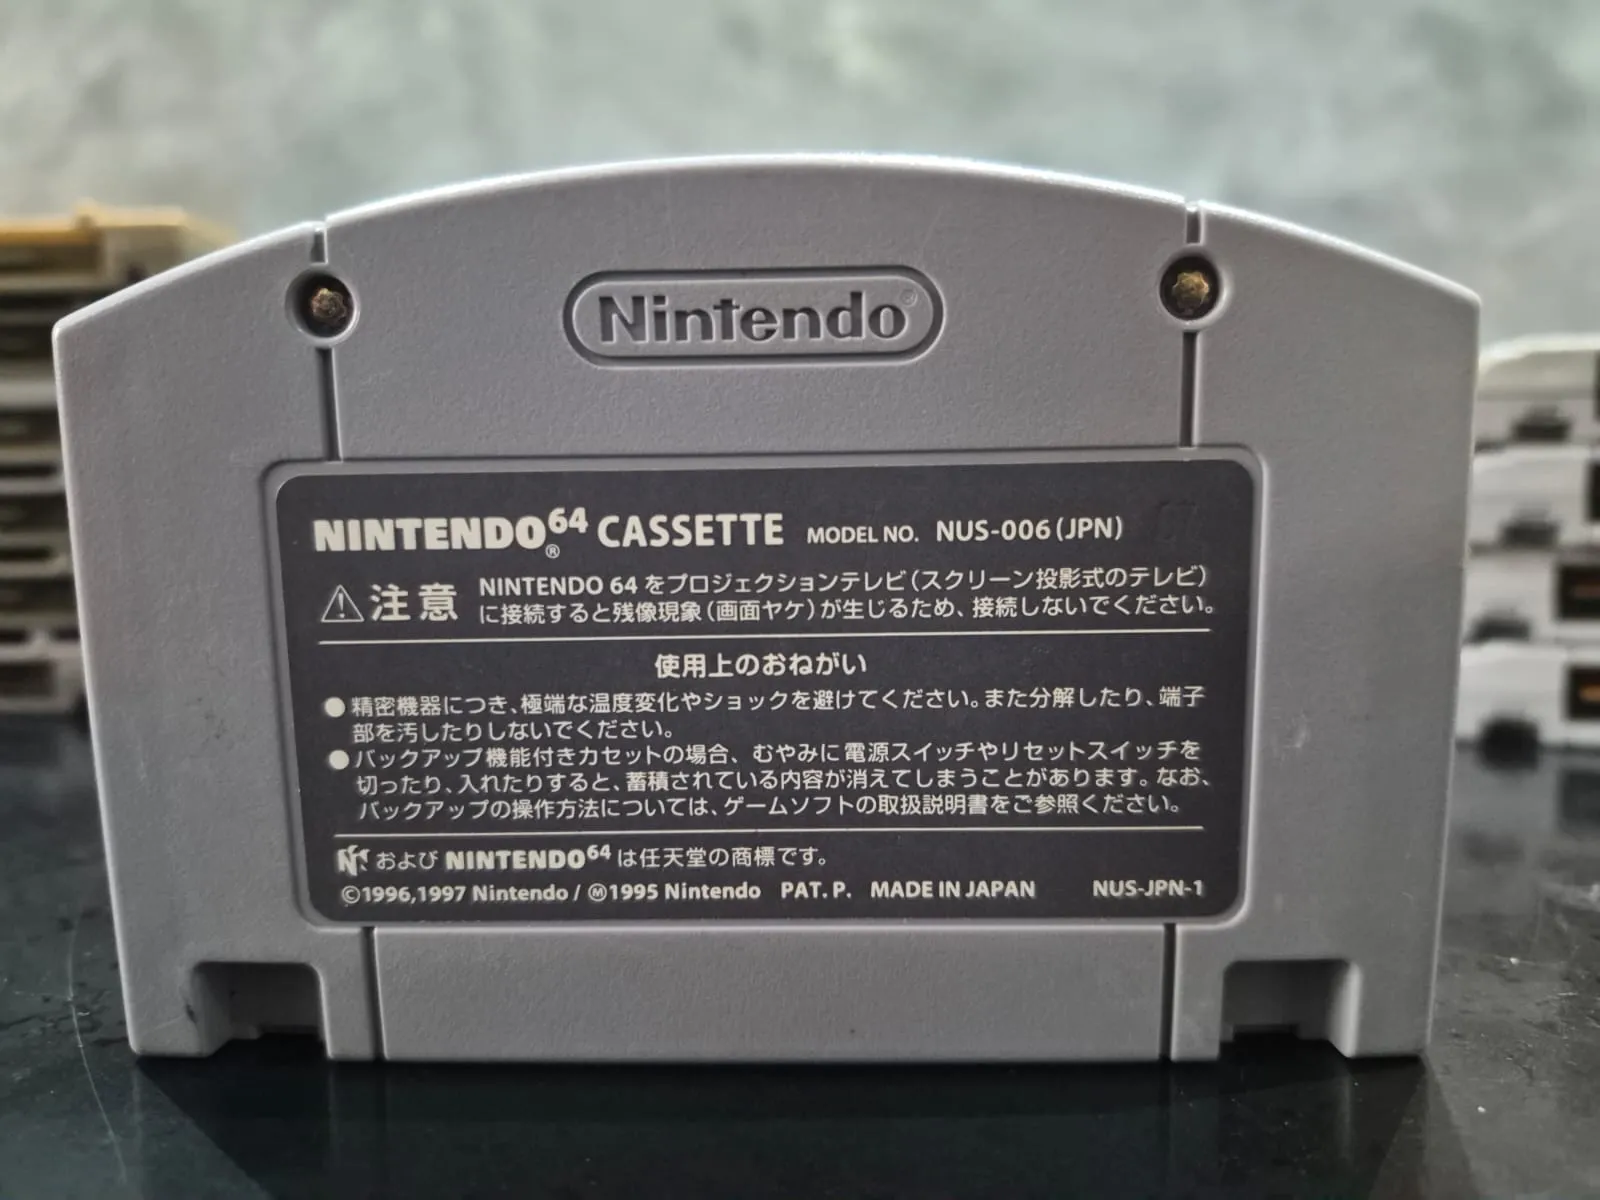 Nintendo®
NINTENDO64® CASSETTE MODEL NO. NUS-006(JPN)
注意 NINTENDO 64 をプロジェクションテレビ(スクリーン投影式のテレビ)
に接続すると残像現象(画面ヤケ)が生じるため、接続しないでください。
使用上のおねがい
●精密機器につき、極端な温度変化やショックを避けてください。また分解したり、端子
部を汚したりしないでください。
●バックアップ機能付きカセットの場合、むやみに電源スイッチやリセットスイッチを
切ったり、入れたりすると、蓄積されている内容が消えてしまうことがあります。なお、
バックアップの操作方法については、ゲームソフトの取扱説明書をご参照ください。
および NINTENDO64 は任天堂の商標です。
©1996,1997 Nintendo / Ⓜ1995 Nintendo PAT. P. MADE IN JAPAN NUS-JPN-1